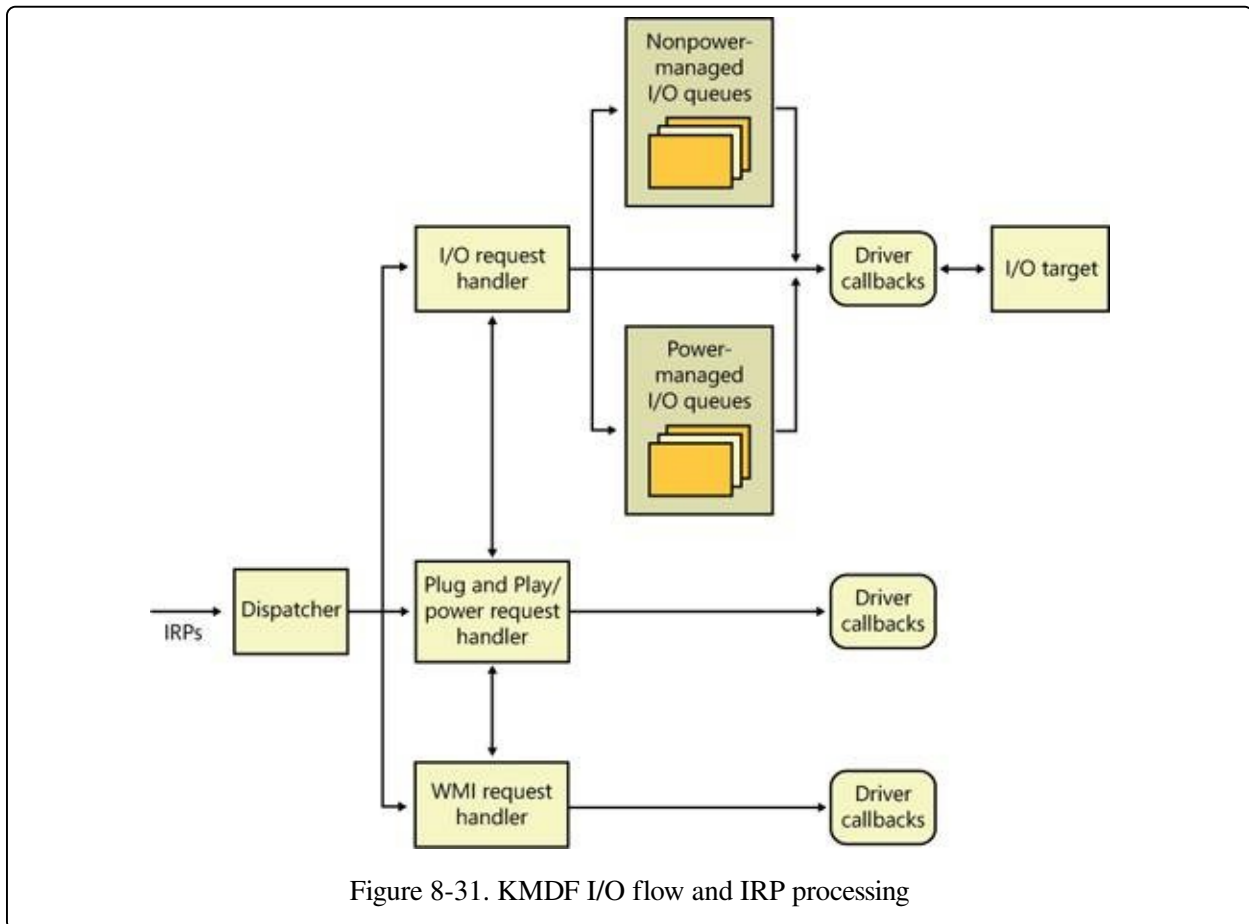 Nonpower-
managed
I/O queues
I/O request
handler
Driver
callbacks
I/O target
Power-
managed
I/O queues
IRPs
Dispatcher
Plug and Play/
power request
handler
Driver
callbacks
WMI request
handler
Driver
callbacks
Figure 8-31. KMDF I/O flow and IRP processing